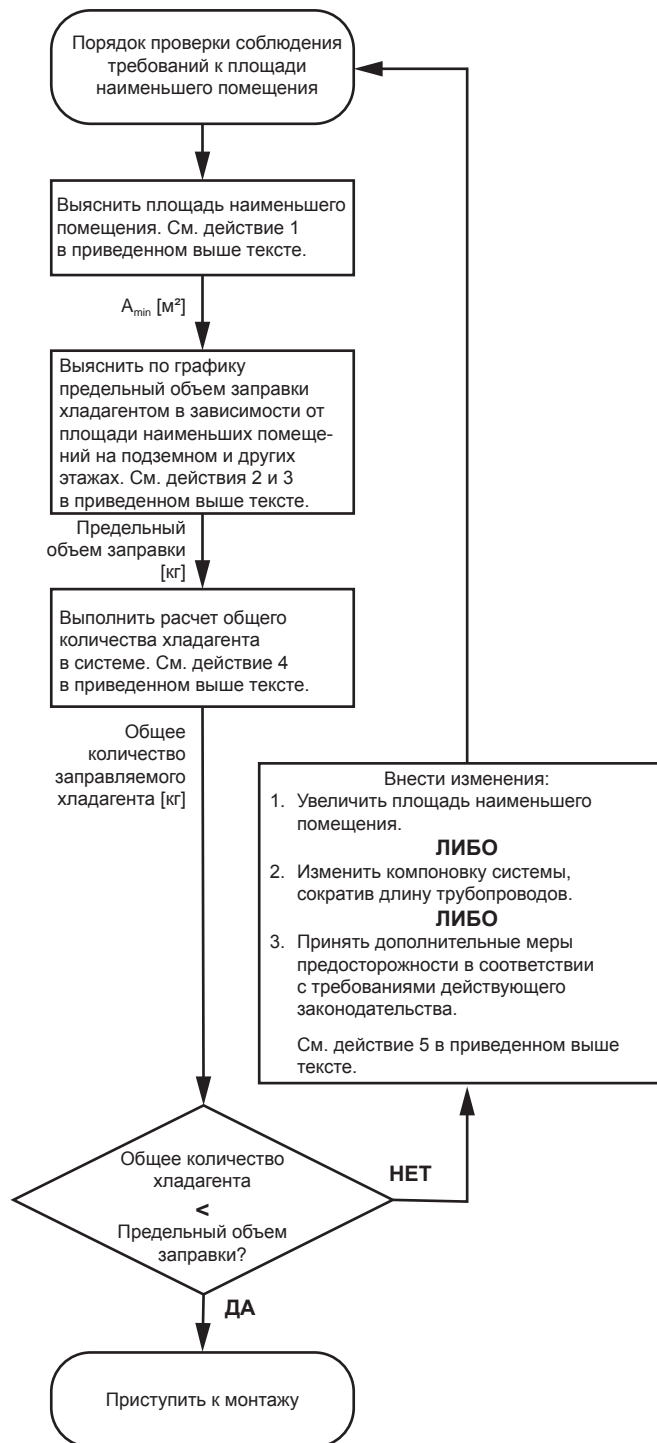 Порядок проверки соблюдения
требований к площади
наименьшего помещения
Выяснить площадь наименьшего
помещения. См. действие 1
в приведенном выше тексте.
Amin [м²]
Выяснить по графику
предельный объем заправки
хладагентом в зависимости от
площади наименьших помеще-
ний на подземном и других
этажах. См. действия 2 и 3
в приведенном выше тексте.
Предельный
объем заправки
[кг]
Выполнить расчет общего
количества хладагента
в системе. См. действие 4
в приведенном выше тексте.
Общее
количество
заправляемого
хладагента [кг]
Внести изменения:
1. Увеличить площадь наименьшего
помещения.
ЛИБО
2. Изменить компоновку системы,
сократив длину трубопроводов.
ЛИБО
3. Принять дополнительные меры
предосторожности в соответствии
с требованиями действующего
законодательства.
См. действие 5 в приведенном выше
тексте.
Общее количество
хладагента
<
Предельный объем
заправки?
НЕТ
ДА
Приступить к монтажу